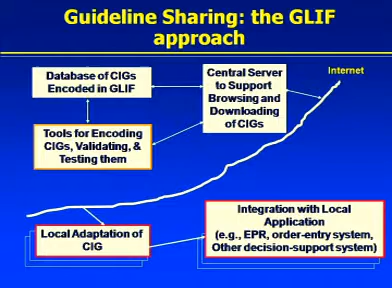 Guideline Sharing: the GLIF
approach
Database of CIGs
Encoded in GLIF
Central Server
to Support
Browsing and
Downloading
of CIGs
Internet
Tools for Encoding
CIGs, Validating, &
Testing them
Local Adaptation of
CIG
Integration with Local
Application
(e.g., EPR, order-entry system,
Other decision-support system)